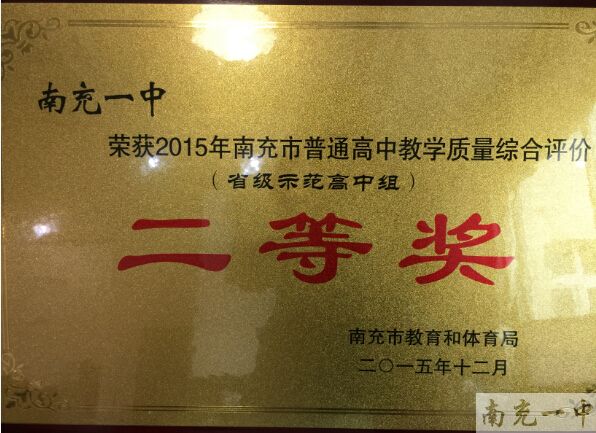 南充一中
荣获2015年南充市普通高中教学质量综合评价
（省级示范高中组）
二等奖
南充市教育和体育局
二〇一五年十二月
南充一中